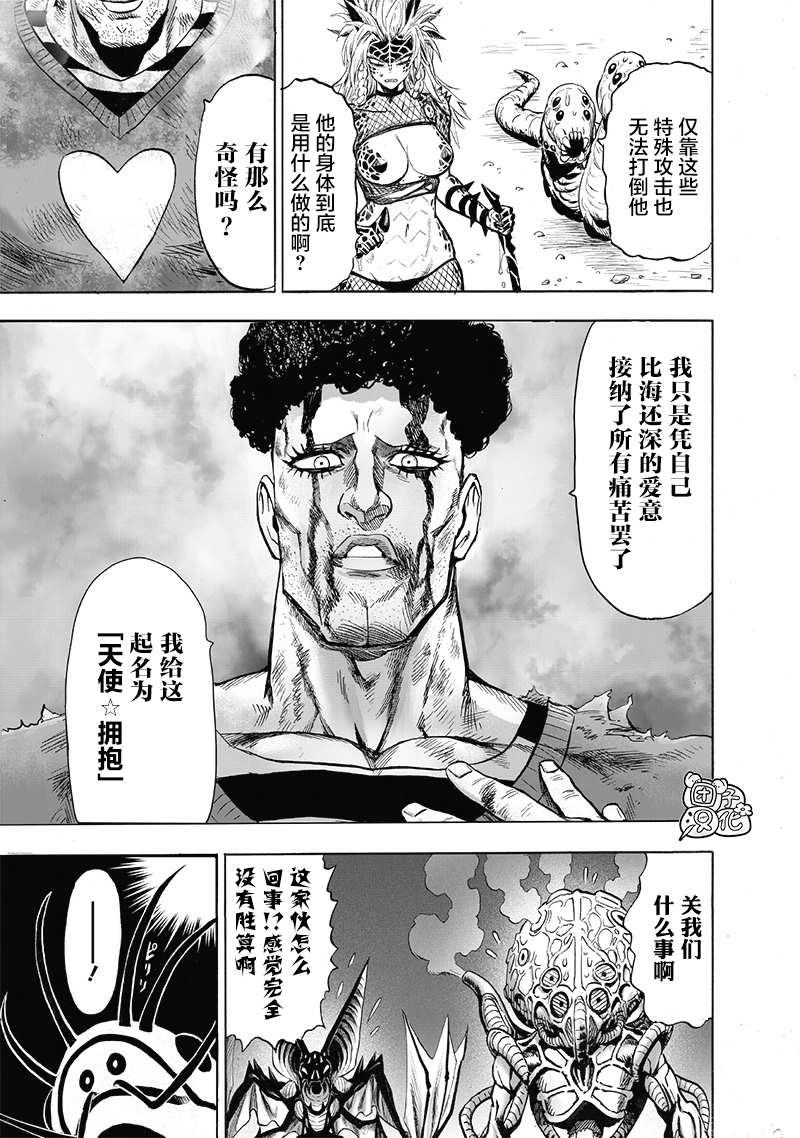 仅靠这些
特殊攻击也
无法打倒他
他的身体到底
是用什么做的啊？
有那么
奇怪吗？
我只是凭自己
比海还深的爱意
接纳了所有痛苦罢了
我给这
起名为
「天使☆拥抱」
关我们
什么事啊
这家伙怎么
回事!?感觉完全
没有胜算啊
——！